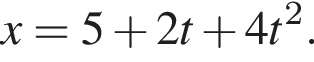 x = 5 + 2t + 4t².